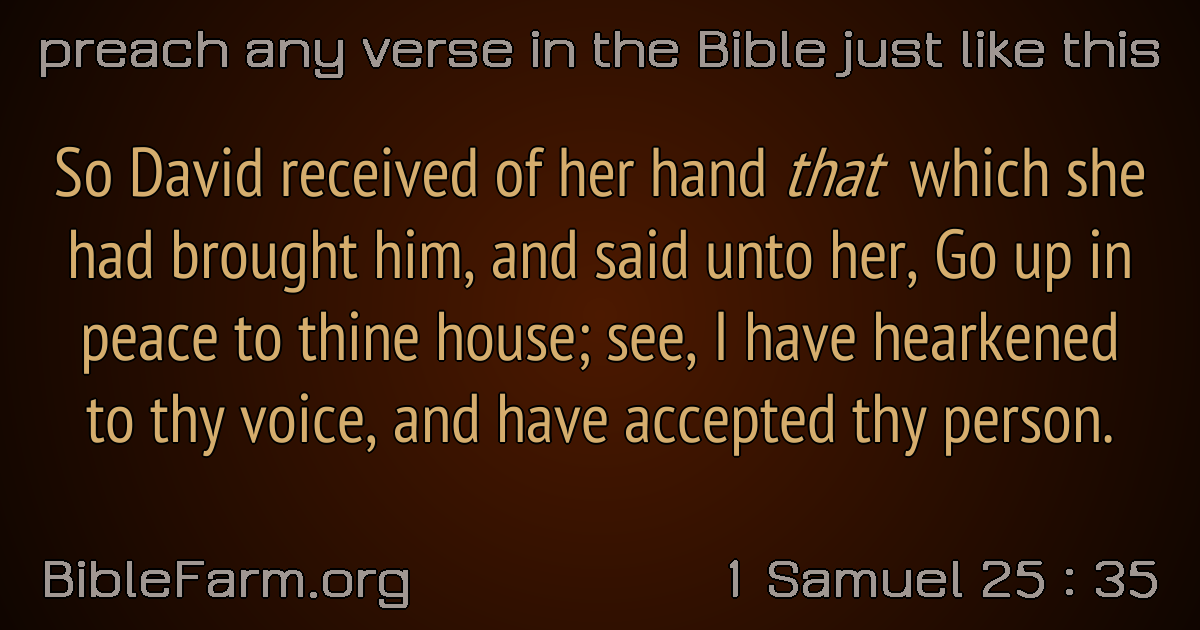 preach any verse in the Bible just like this
So David received of her hand that which she
had brought him, and said unto her, Go up in
peace to thine house; see, I have hearkened
to thy voice, and have accepted thy person.
BibleFarm.org
1 Samuel 25 : 35